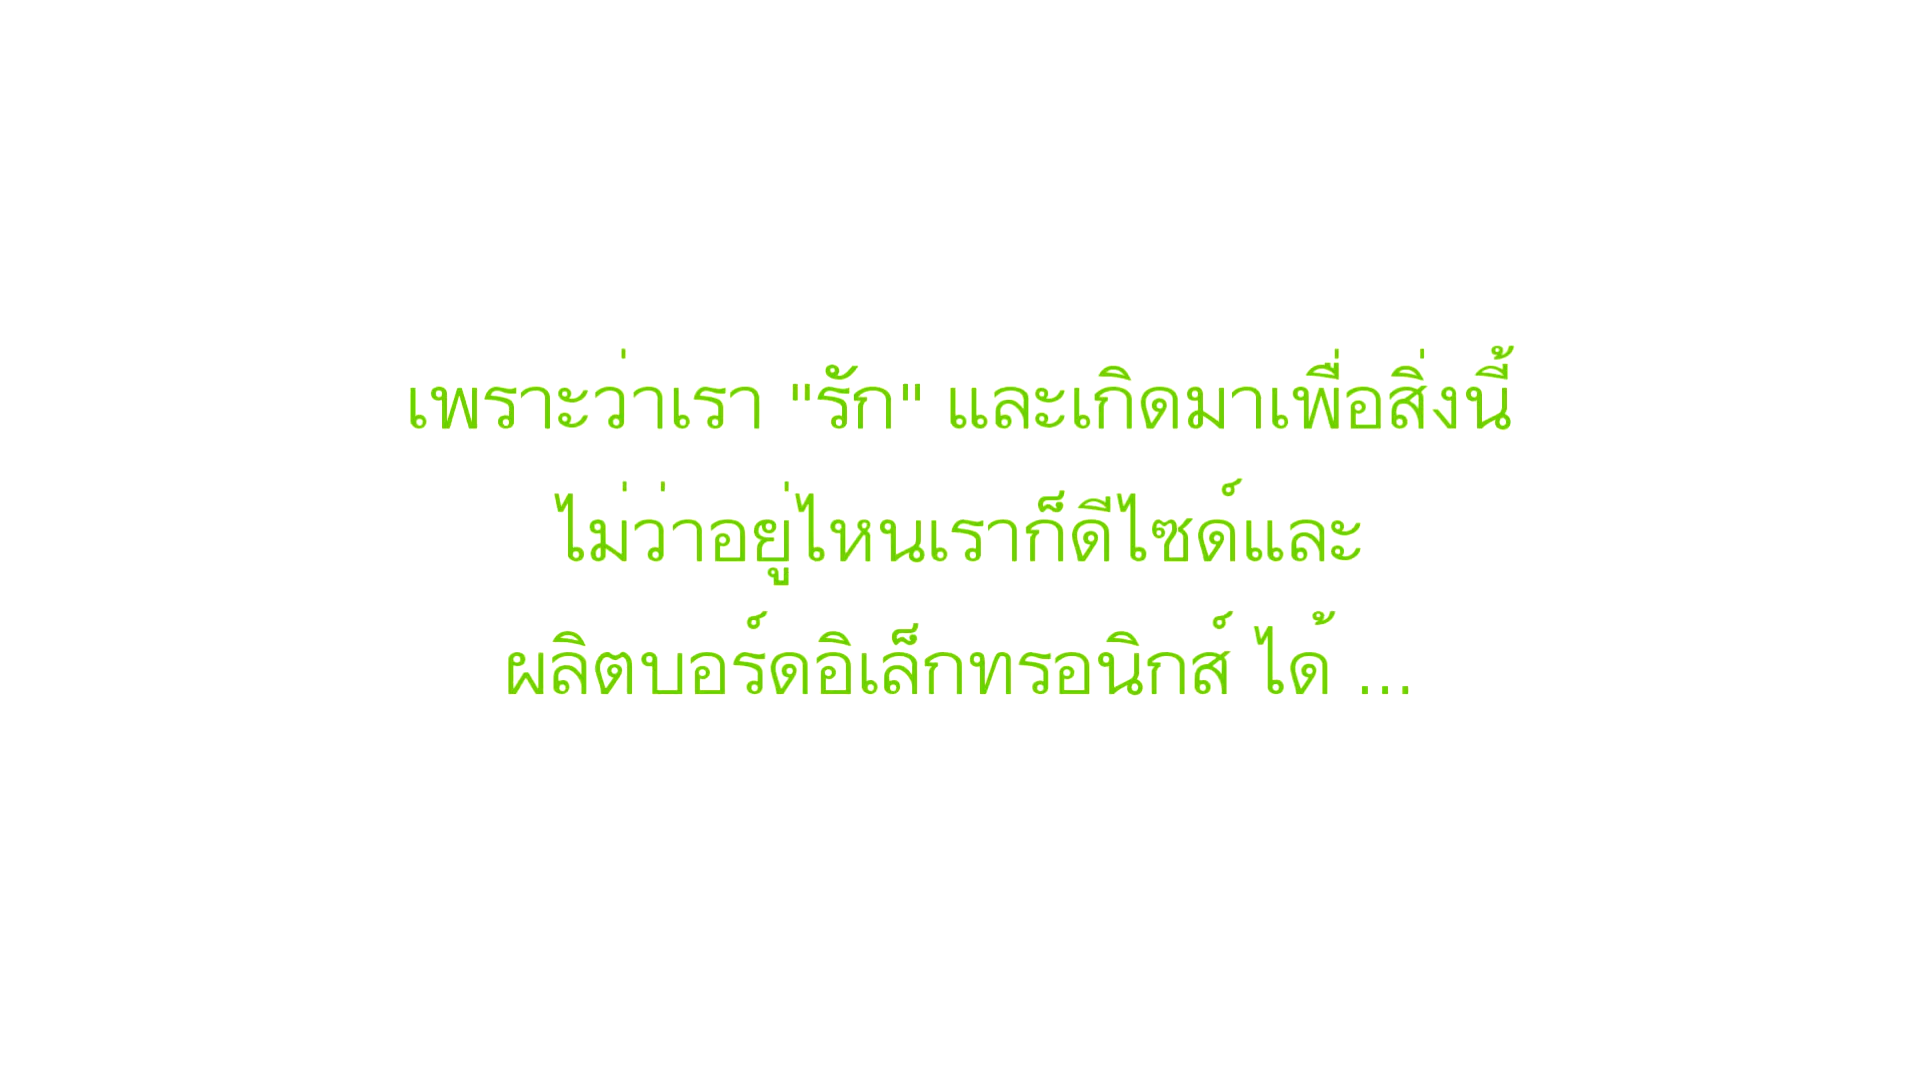 เพราะว่าเรา "รัก" และเกิดมาเพื่อสิ่งนี้
ไม่ว่าอยู่ไหนเราก็ดีไซด์และ
ผลิตบอร์ดอิเล็กทรอนิกส์ ได้ ...